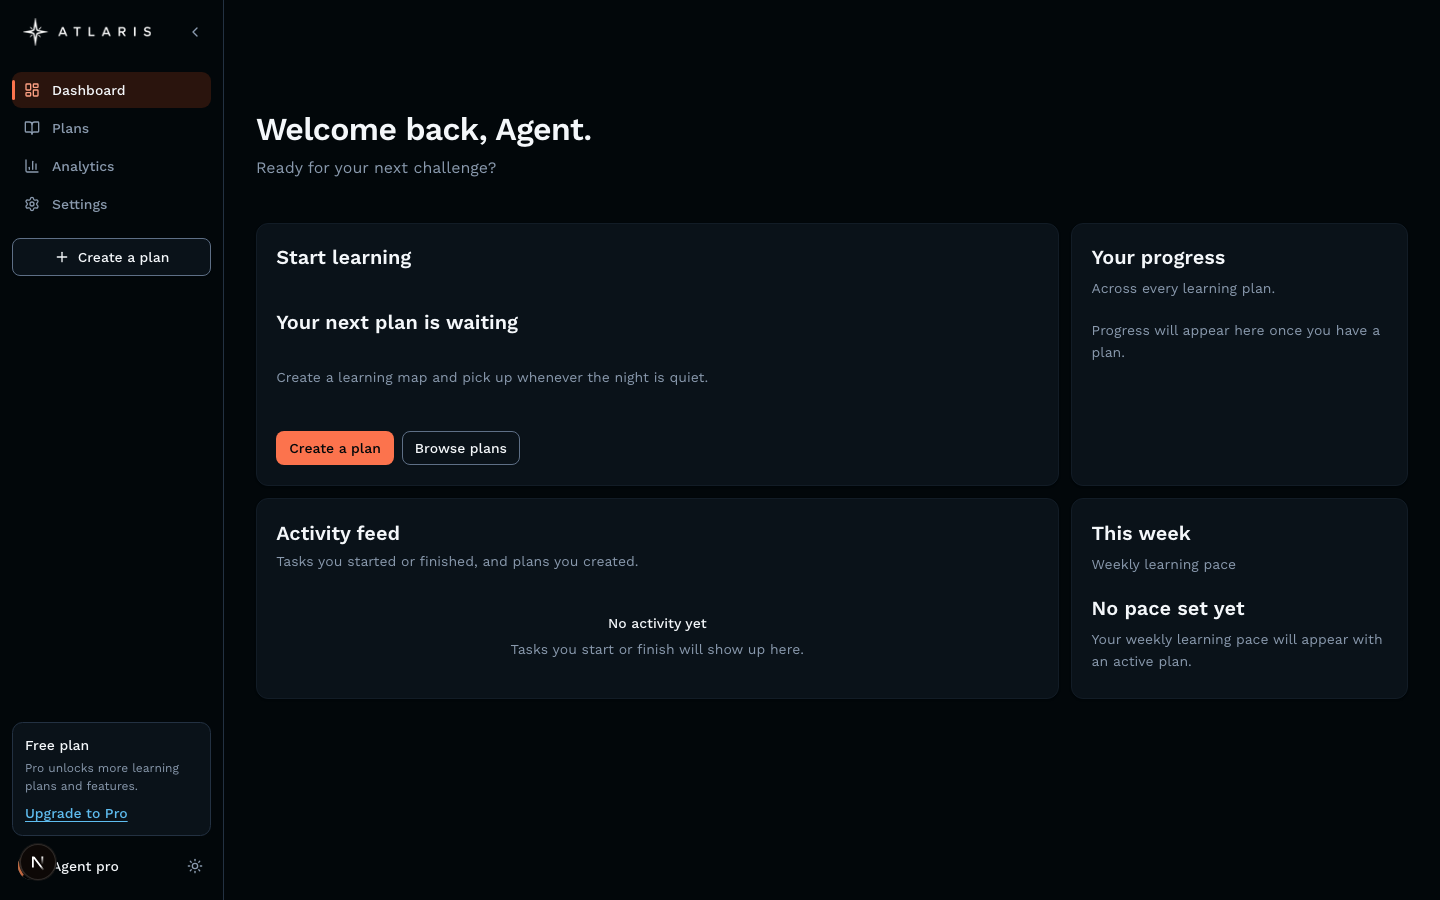 ATLARIS
Dashboard
Plans
Analytics
Settings
Create a plan
Welcome back, Agent.
Ready for your next challenge?
Start learning
Your next plan is waiting
Create a learning map and pick up whenever the night is quiet.
Create a plan
Browse plans
Your progress
Across every learning plan.
Progress will appear here once you have a
plan.
Activity feed
Tasks you started or finished, and plans you created.
No activity yet
Tasks you start or finish will show up here.
This week
Weekly learning pace
No pace set yet
Your weekly learning pace will appear with
an active plan.
Free plan
Pro unlocks more learning
plans and features.
Upgrade to Pro
N
Agent pro